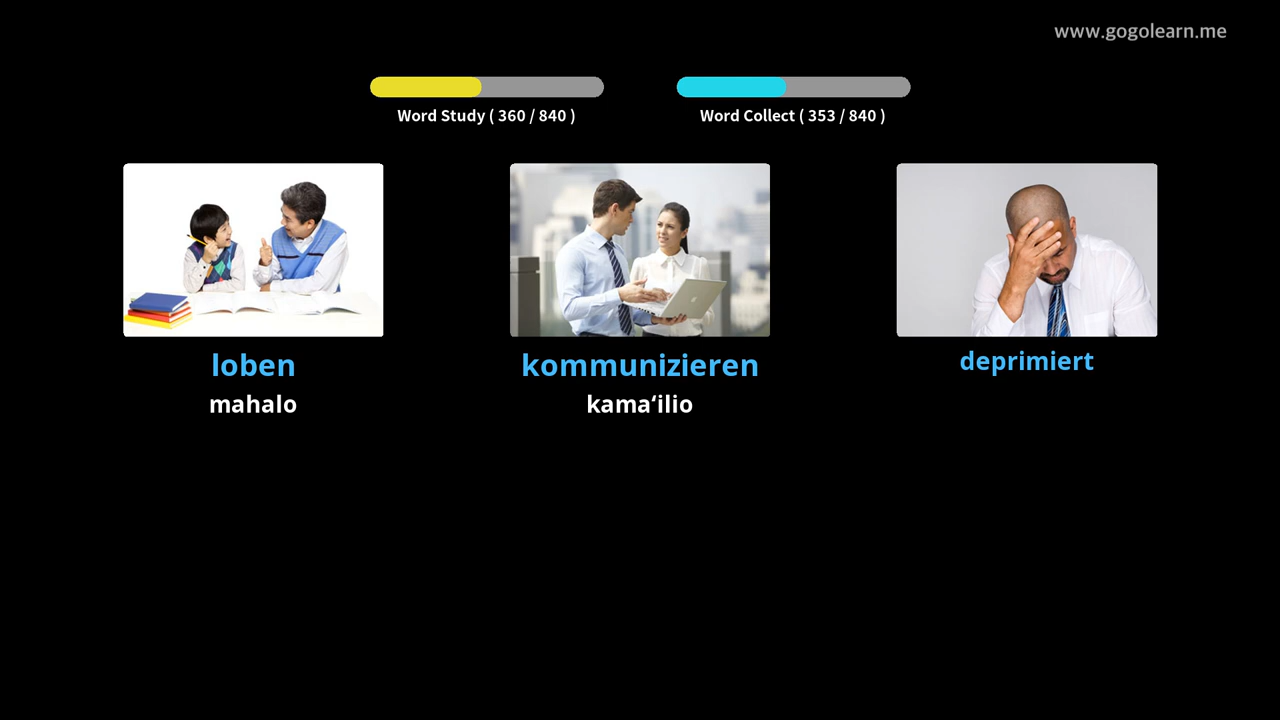 www.gogolearn.me
Word Study ( 360 / 840 )
Word Collect ( 353 / 840 )
loben
kommunizieren
deprimiert
mahalo
kamaʻilio